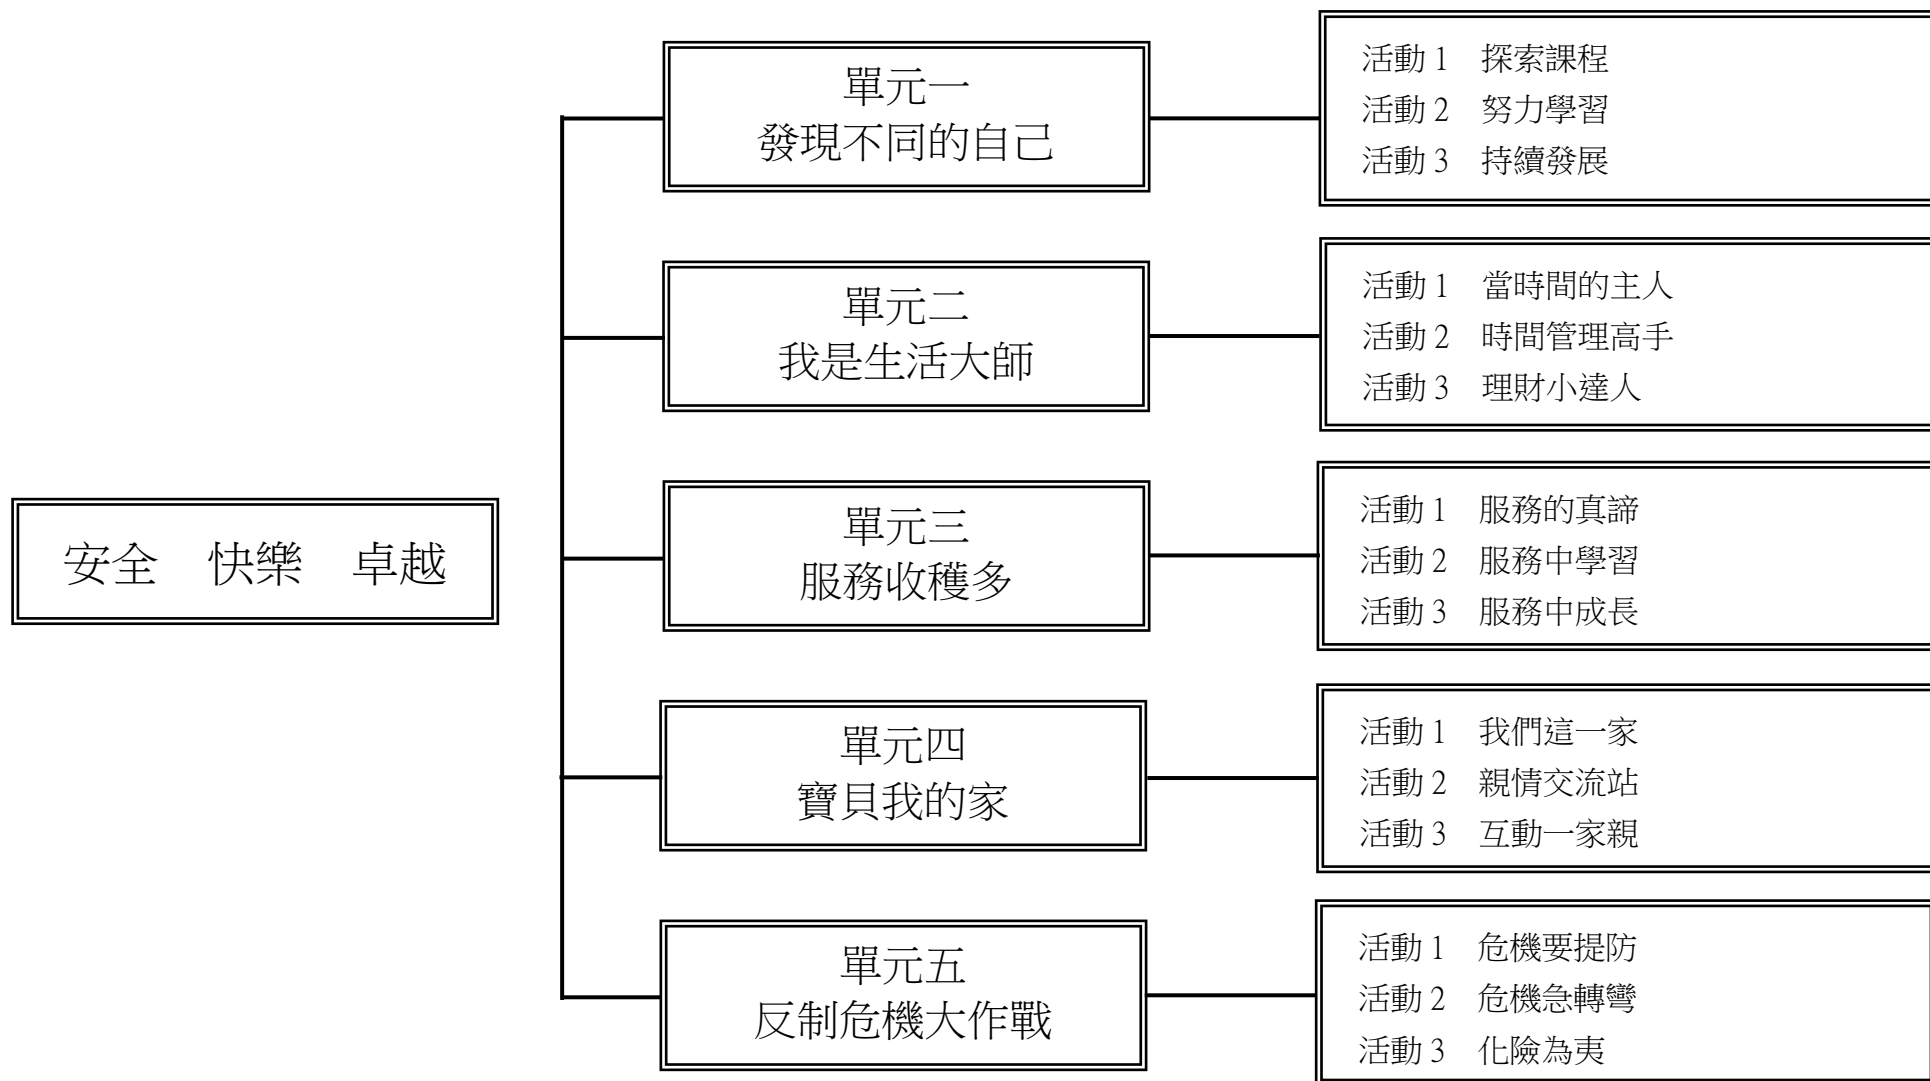 安全　快樂　卓越
單元一
發現不同的自己
活動 1　探索課程
活動 2　努力學習
活動 3　持續發展
單元二
我是生活大師
活動 1　當時間的主人
活動 2　時間管理高手
活動 3　理財小達人
單元三
服務收穫多
活動 1　服務的真諦
活動 2　服務中學習
活動 3　服務中成長
單元四
寶貝我的家
活動 1　我們這一家
活動 2　親情交流站
活動 3　互動一家親
單元五
反制危機大作戰
活動 1　危機要提防
活動 2　危機急轉彎
活動 3　化險為夷